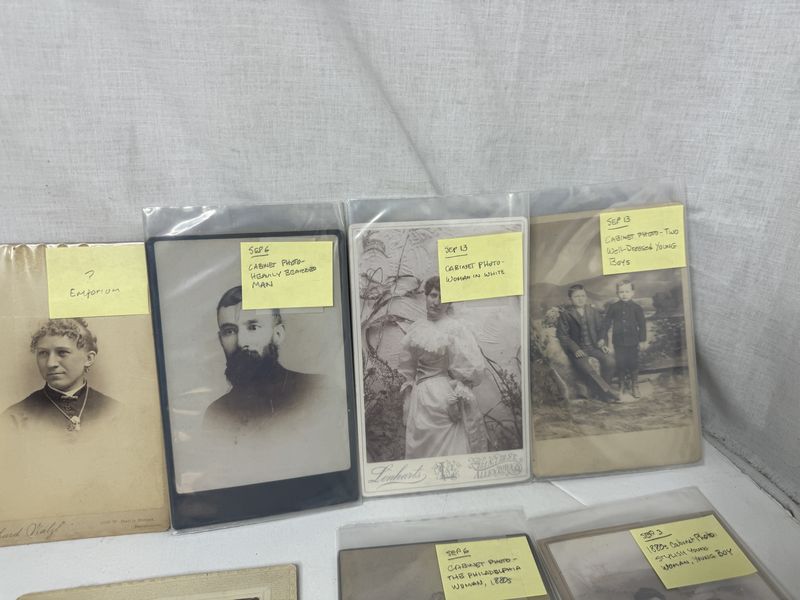 ?
Emporium
SEP 6
CABINET PHOTO-
HEAVILY BEARDED
MAN
SEP 13
CABINET PHOTO-
WOMAN IN WHITE
SEP 13
CABINET PHOTO - TWO
WELL-DRESSED YOUNG
BOYS
Lenharts
ALLENTOWN
SEP 6
CABINET PHOTO-
THE PHILADELPHIA
WOMAN, 1880s
SEP 3
1880s CABINET PHOTO
STYLISH YOUNG
WOMAN, YOUNG BOY